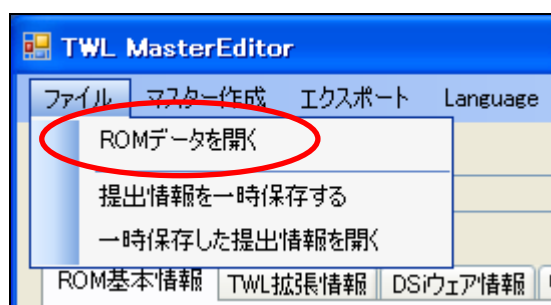 TWL MasterEditor
ファイル マスター作成 エクスポート Language
ROMデータを開く
提出情報を一時保存する
一時保存した提出情報を開く
ROM基本情報 TWL拡張情報 DSiウェア情報